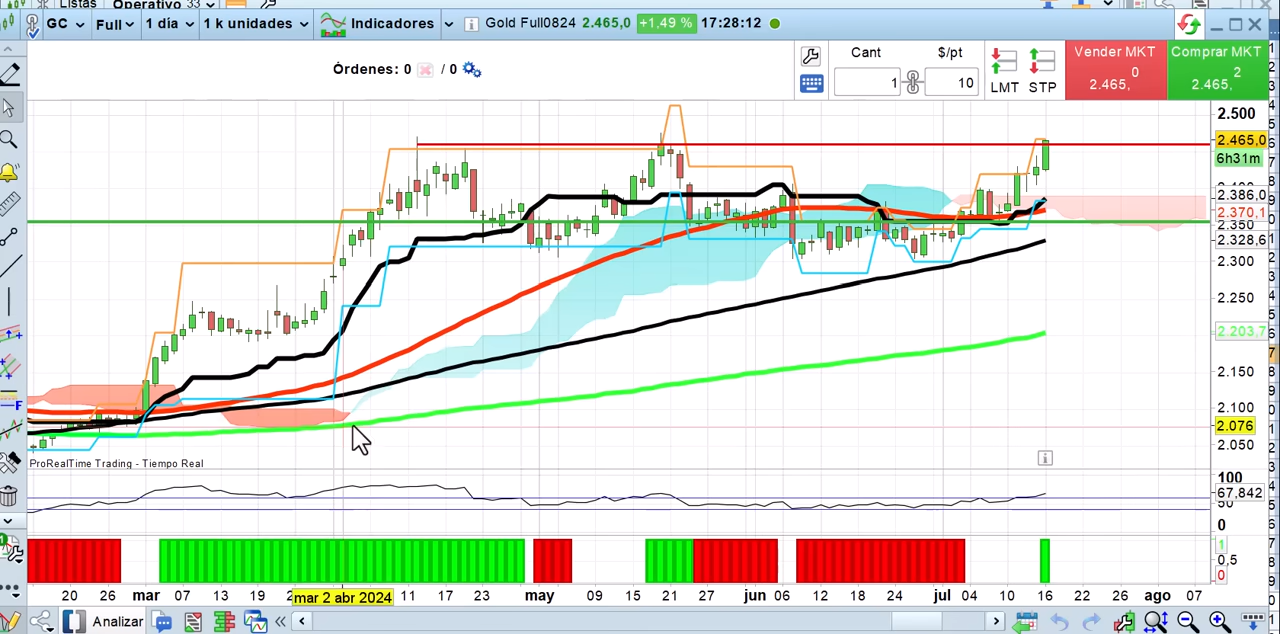 Listas
Operativo 33
GC Full 1 día 1 k unidades Indicadores Gold Full0824 2.465,0 +1,49 % 17:28:12
Órdenes: 0 / 0
Cant $/pt
1 10
LMT STP
Vender MKT
0
2.465,
Comprar MKT
2
2.465,
2.500
2.465,0
6h31m
2.386,0
2.370,1
2.350
2.328,6
2.300
2.250
2.203,7
2.150
2.100
2.076
2.050
ProRealTime Trading - Tiempo Real
100
67,842
50
0
1
0,5
0
20 26 mar 07 13 19 mar 2 abr 2024 11 17 23 may 09 15 21 jun 06 12 18 24 jul 04 10 16 22 26 ago 07
Analizar